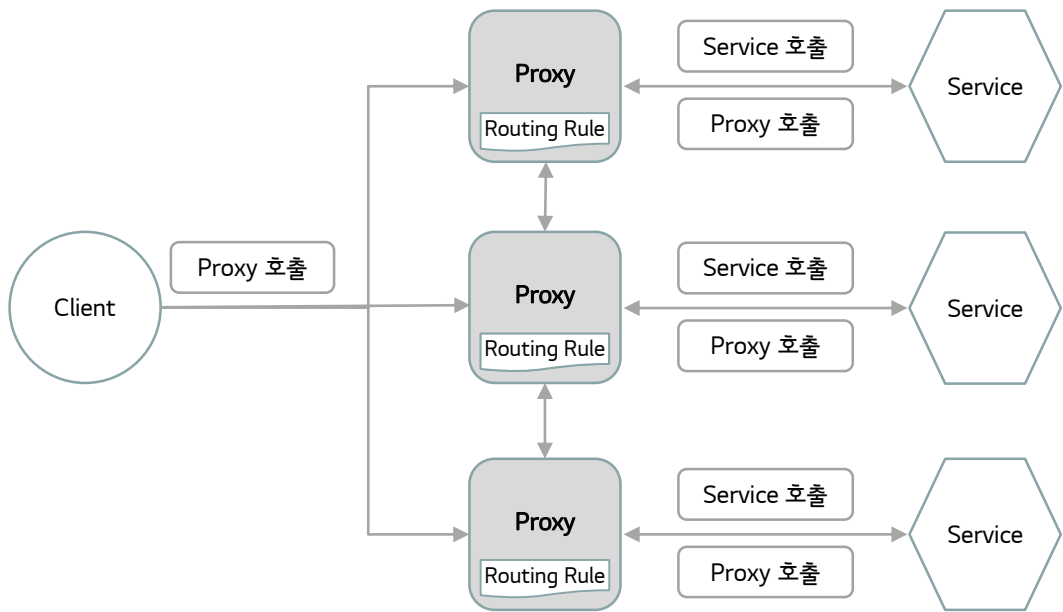 Proxy
Routing Rule
Service 호출
Proxy 호출
Service
Client
Proxy 호출
Proxy
Routing Rule
Service 호출
Proxy 호출
Service
Proxy
Routing Rule
Service 호출
Proxy 호출
Service